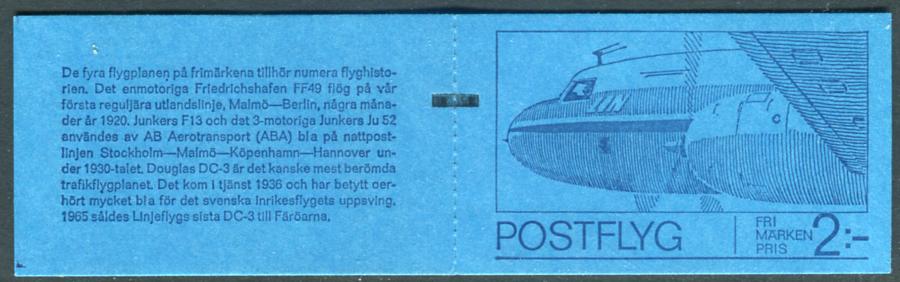 De fyra flygplanen på frimärkena tillhör numera flyghisto-
rien. Det enmotoriga Friedrichshafen FF49 flög på vår
första reguljära utlandslinje, Malmö—Berlin, några måna-
der år 1920. Junkers F13 och det 3-motoriga Junkers Ju 52
användes av AB Aerotransport (ABA) bl a på nattpost-
linjen Stockholm—Malmö—Köpenhamn—Hannover un-
der 1930-talet. Douglas DC-3 är det kanske mest berömda
trafikflygplanet. Det kom i tjänst 1936 och har betytt oer-
hört mycket bl a för det svenska inrikesflygets uppsving.
1965 såldes Linjeflygs sista DC-3 till Färöarna.
POSTFLYG
FRI
MÄRKEN
PRIS
2:-